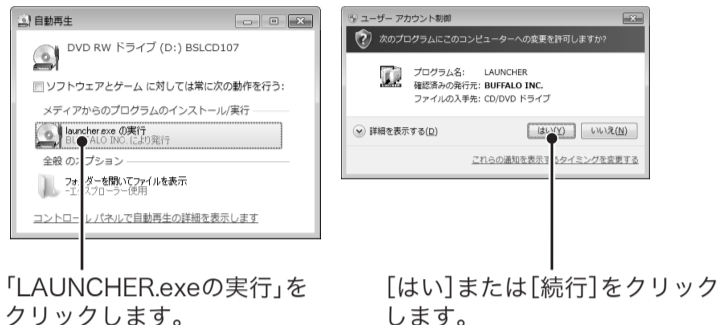 自動再生
DVD RW ドライブ (D:) BSLCD107
ソフトウェアとゲーム に対しては常に次の動作を行う:
メディアからのプログラムのインストール/実行
launcher.exe の実行
BUFFALO INC. により発行
全般 のオプション
フォルダーを開いてファイルを表示
-エクスプローラー使用
コントロール パネルで自動再生の詳細を表示します
「LAUNCHER.exeの実行」を
クリックします。
ユーザー アカウント制御
次のプログラムにこのコンピューターへの変更を許可しますか?
プログラム名: LAUNCHER
確認済みの発行元: BUFFALO INC.
ファイルの入手先: CD/DVD ドライブ
詳細を表示する(D)
はい(Y) いいえ(N)
これらの通知を表示するタイミングを変更する
[はい]または[続行]をクリック
します。